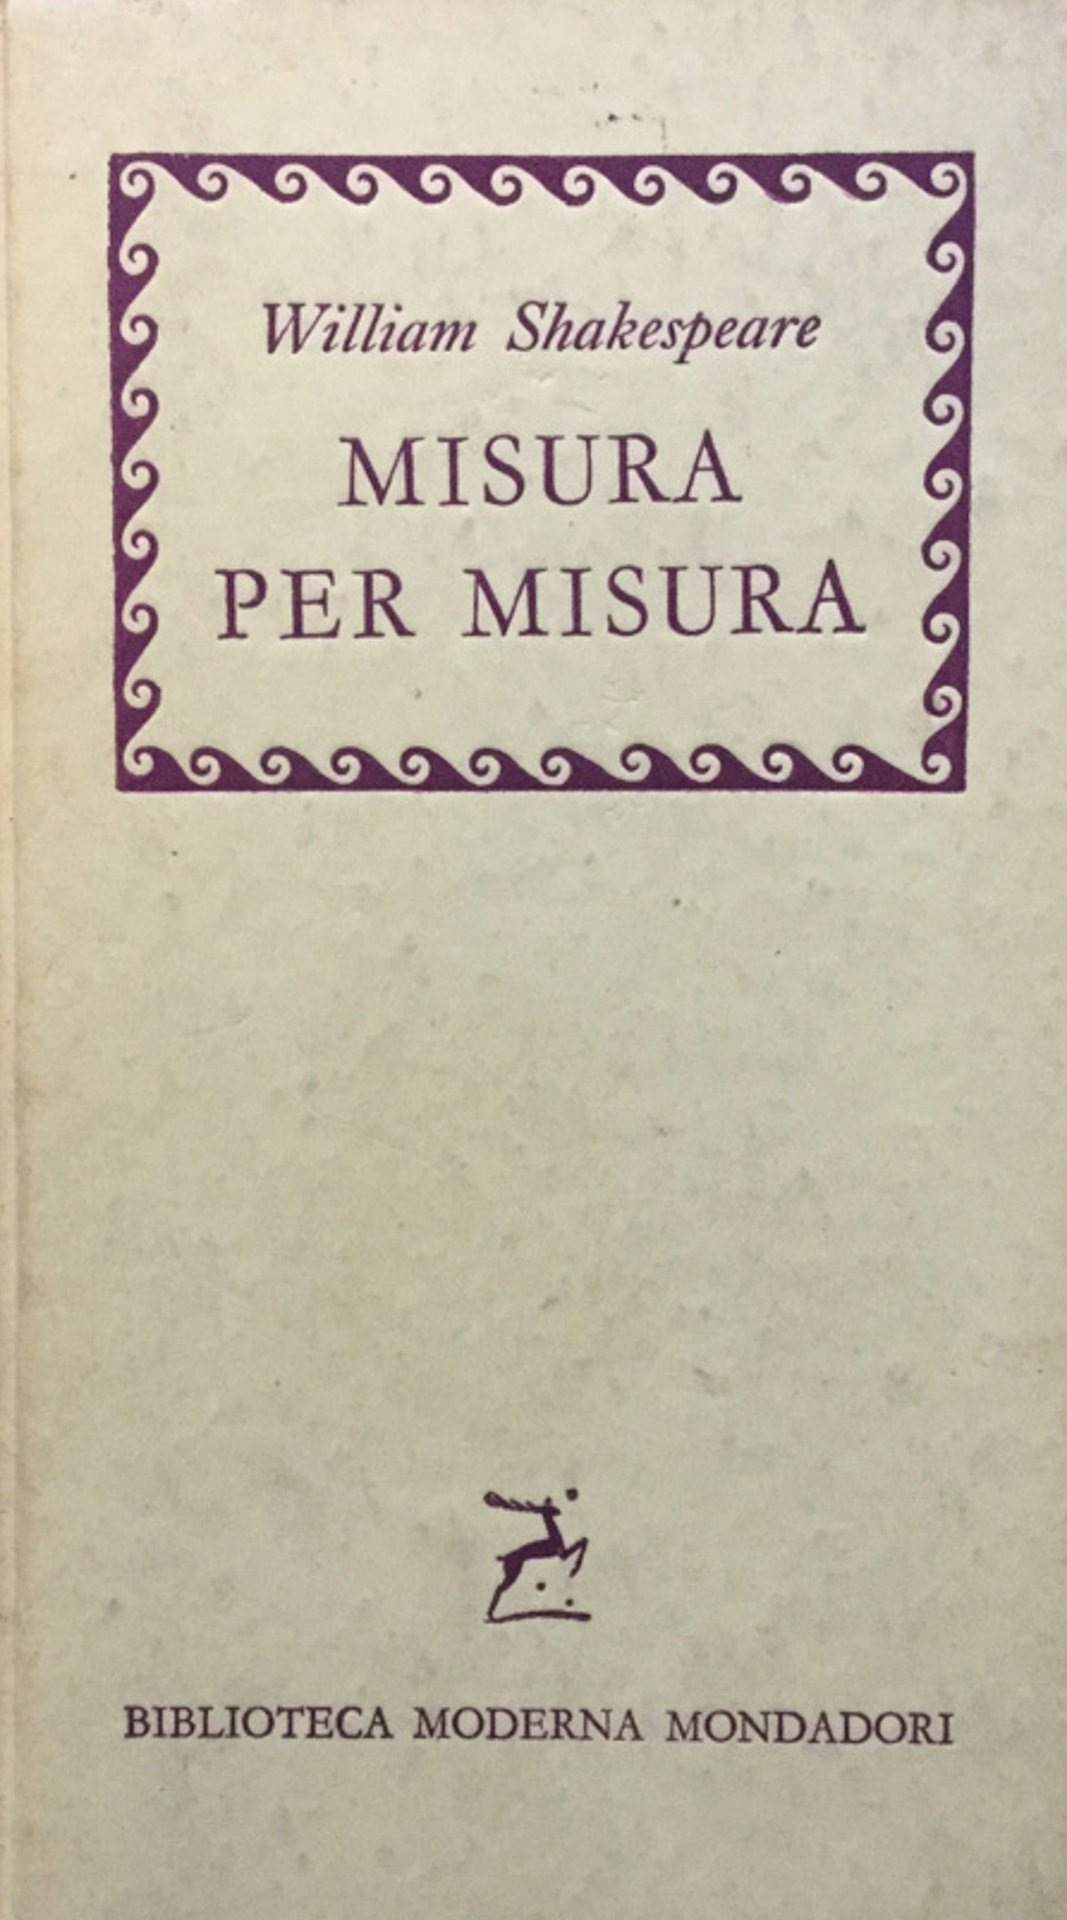 William Shakespeare
MISURA
PER MISURA
BIBLIOTECA MODERNA MONDADORI